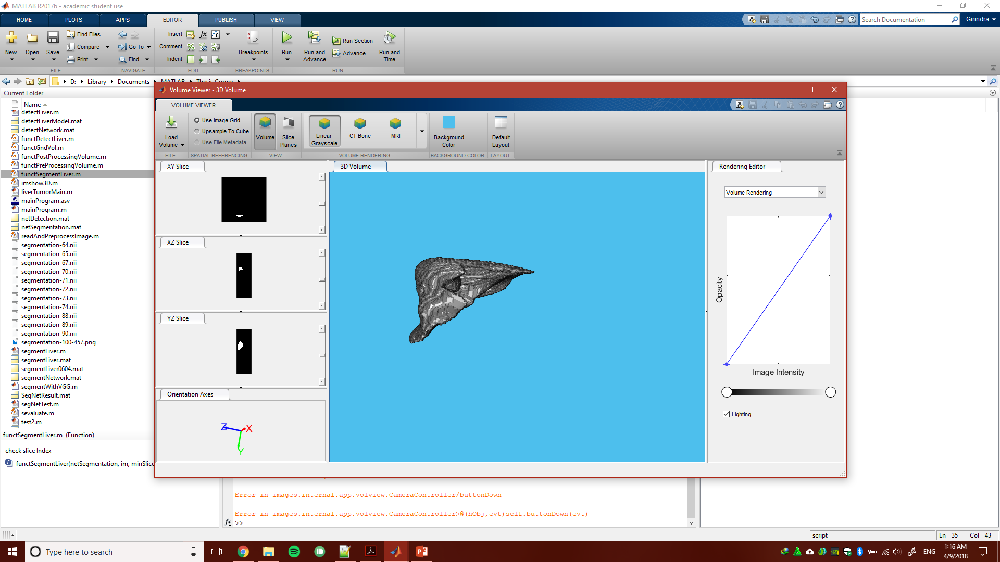 MATLAB R2017b - academic student use
HOME
PLOTS
APPS
EDITOR
PUBLISH
VIEW
Search Documentation
Girindra
New
Open
Save
Find Files
Compare
Print
Go To
Find
Insert
Comment
Indent
Breakpoints
Run
Run and
Advance
Run Section
Advance
Run and
Time
FILE
NAVIGATE
EDIT
BREAKPOINTS
RUN
D:
Library
Documents
MATLAB
Thesis Corner
Current Folder
Name
detectLiver.m
detectLiverModel.mat
detectNetwork.mat
functDetectLiver.m
functGndVol.m
functPostProcessingVolume.m
functPreProcessingVolume.m
functSegmentLiver.m
imshow3D.m
liverTumorMain.m
mainProgram.asv
mainProgram.m
netDetection.mat
netSegmentation.mat
readAndPreprocessImage.m
segmentation-64.nii
segmentation-65.nii
segmentation-67.nii
segmentation-70.nii
segmentation-71.nii
segmentation-72.nii
segmentation-73.nii
segmentation-74.nii
segmentation-88.nii
segmentation-89.nii
segmentation-90.nii
segmentation-100-457.png
segmentLiver.m
segmentLiver.mat
segmentLiver0604.mat
segmentNetwork.mat
segmentWithVGG.m
SegNetResult.mat
segNetTest.m
sevaluate.m
test2.m
functSegmentLiver.m (Function)
check slice Index
functSegmentLiver(netSegmentation, im, minSlice
Volume Viewer - 3D Volume
VOLUME VIEWER
Load
Volume
Use Image Grid
Upsample To Cube
Use File Metadata
Volume
Slice
Planes
Linear
Grayscale
CT Bone
MRI
Background
Color
Default
Layout
FILE
SPATIAL REFERENCING
VIEW
VOLUME RENDERING
BACKGROUND COLOR
LAYOUT
XY Slice
XZ Slice
YZ Slice
Orientation Axes
Z
X
Y
3D Volume
Rendering Editor
Volume Rendering
Opacity
Image Intensity
Lighting
Error in images.internal.app.volview.CameraController/buttonDown
Error in images.internal.app.volview.CameraController>@(hObj,evt)self.buttonDown(evt)
fx >>
script
Ln 35 Col 43
Type here to search
ENG
1:16 AM
4/9/2018